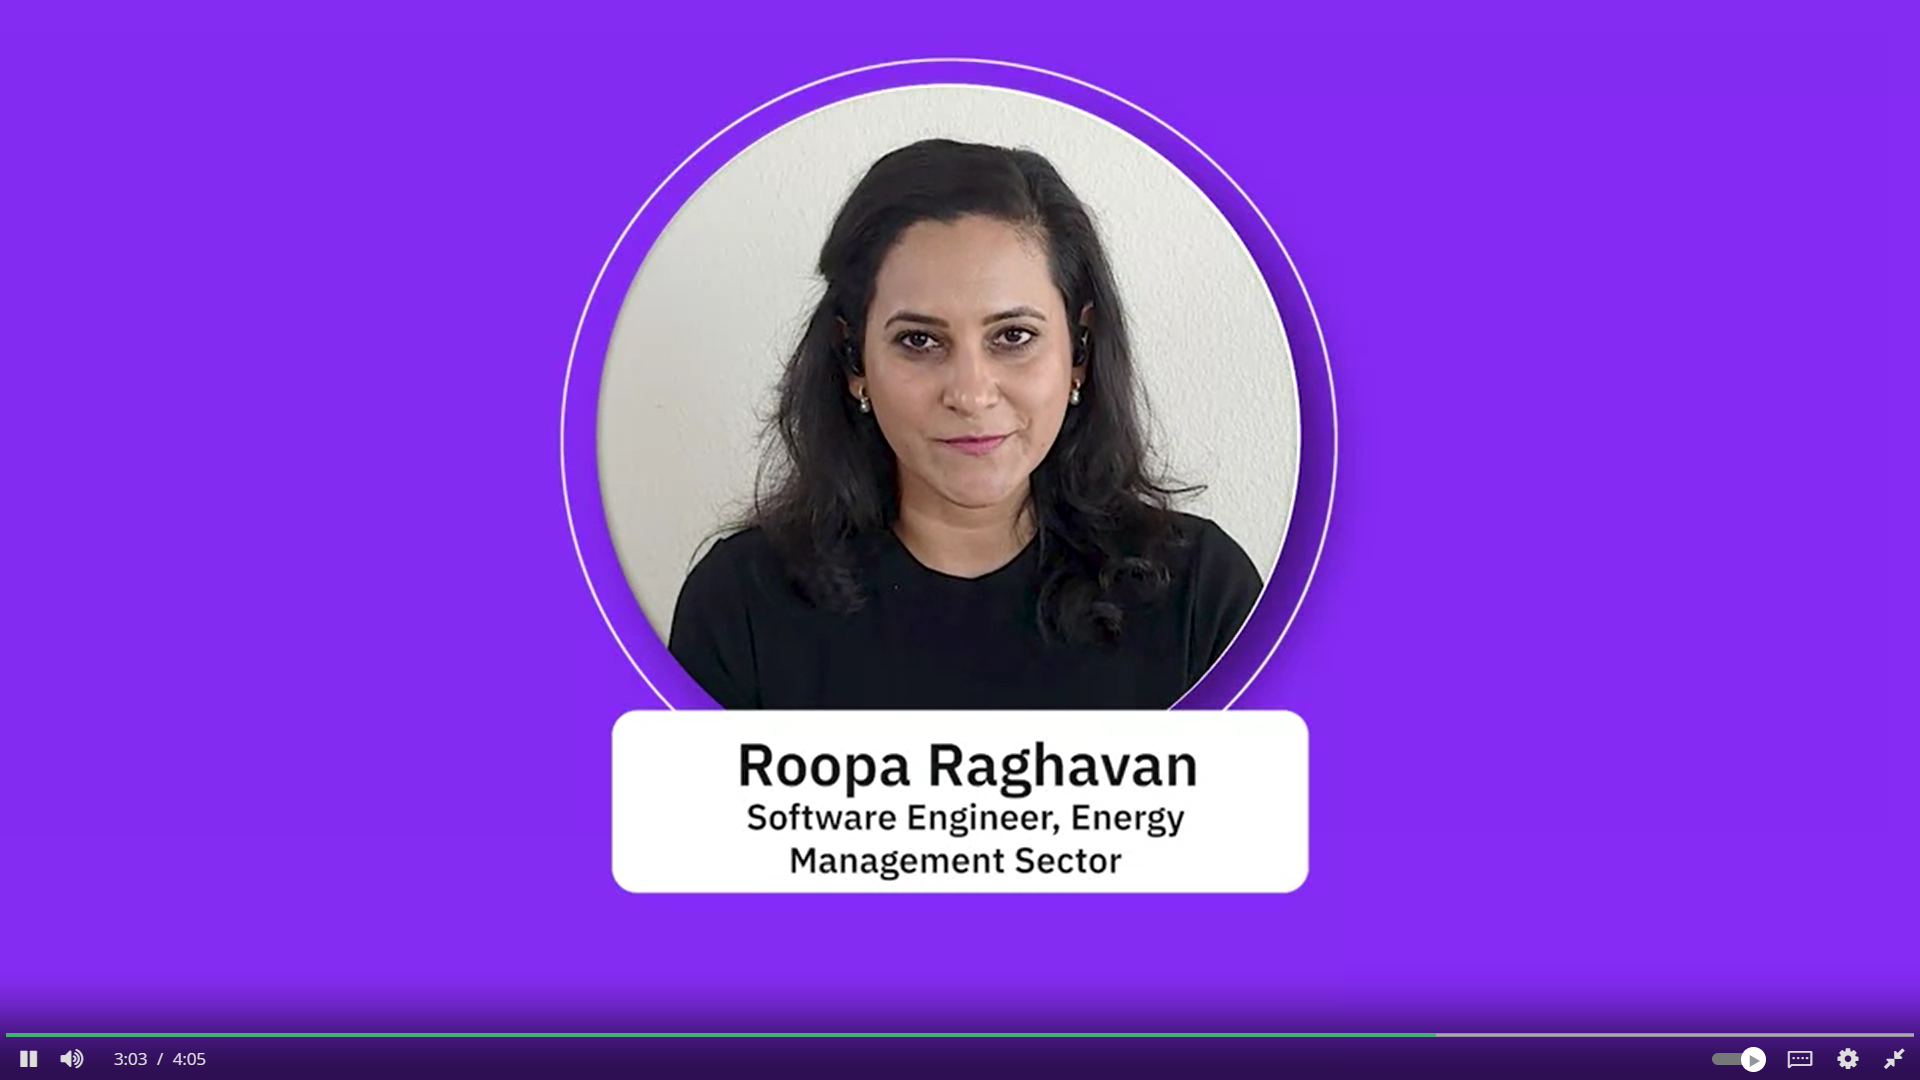 Roopa Raghavan
Software Engineer, Energy
Management Sector
3:03 / 4:05